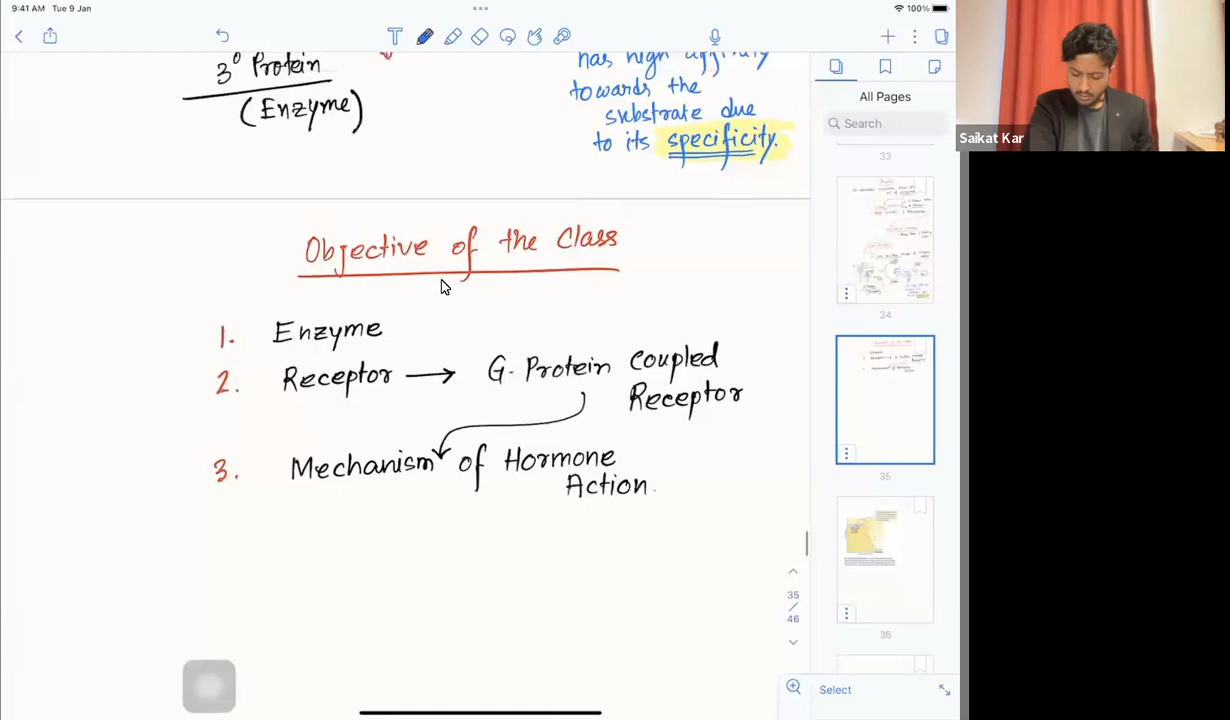 9:41 AM Tue 9 Jan
100%
3° Protein
(Enzyme)
has high affinity
towards the
substrate due
to its specificity.
Objective of the Class
1. Enzyme
2. Receptor → G. Protein Coupled
Receptor
3. Mechanism of Hormone
Action.
35
/
46
All Pages
Search
33
34
35
36
Select
Saikat Kar